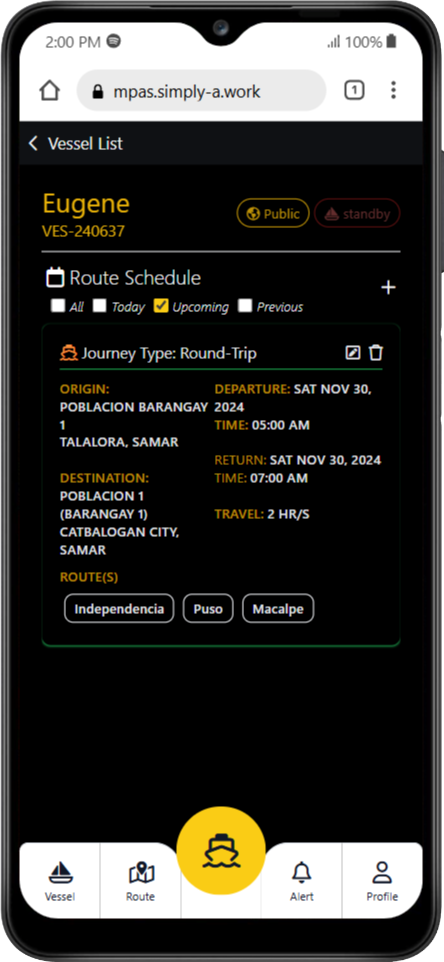 2:00 PM 100%
mpas.simply-a.work 1
Vessel List
Eugene
VES-240637
Public standby
Route Schedule
All Today Upcoming Previous
Journey Type: Round-Trip
ORIGIN:
POBLACION BARANGAY
1
TALALORA, SAMAR
DESTINATION:
POBLACION 1
(BARANGAY 1)
CATBALOGAN CITY,
SAMAR
DEPARTURE: SAT NOV 30,
2024
TIME: 05:00 AM
RETURN: SAT NOV 30, 2024
TIME: 07:00 AM
TRAVEL: 2 HR/S
ROUTE(S)
Independencia Puso Macalpe
Vessel Route Alert Profile